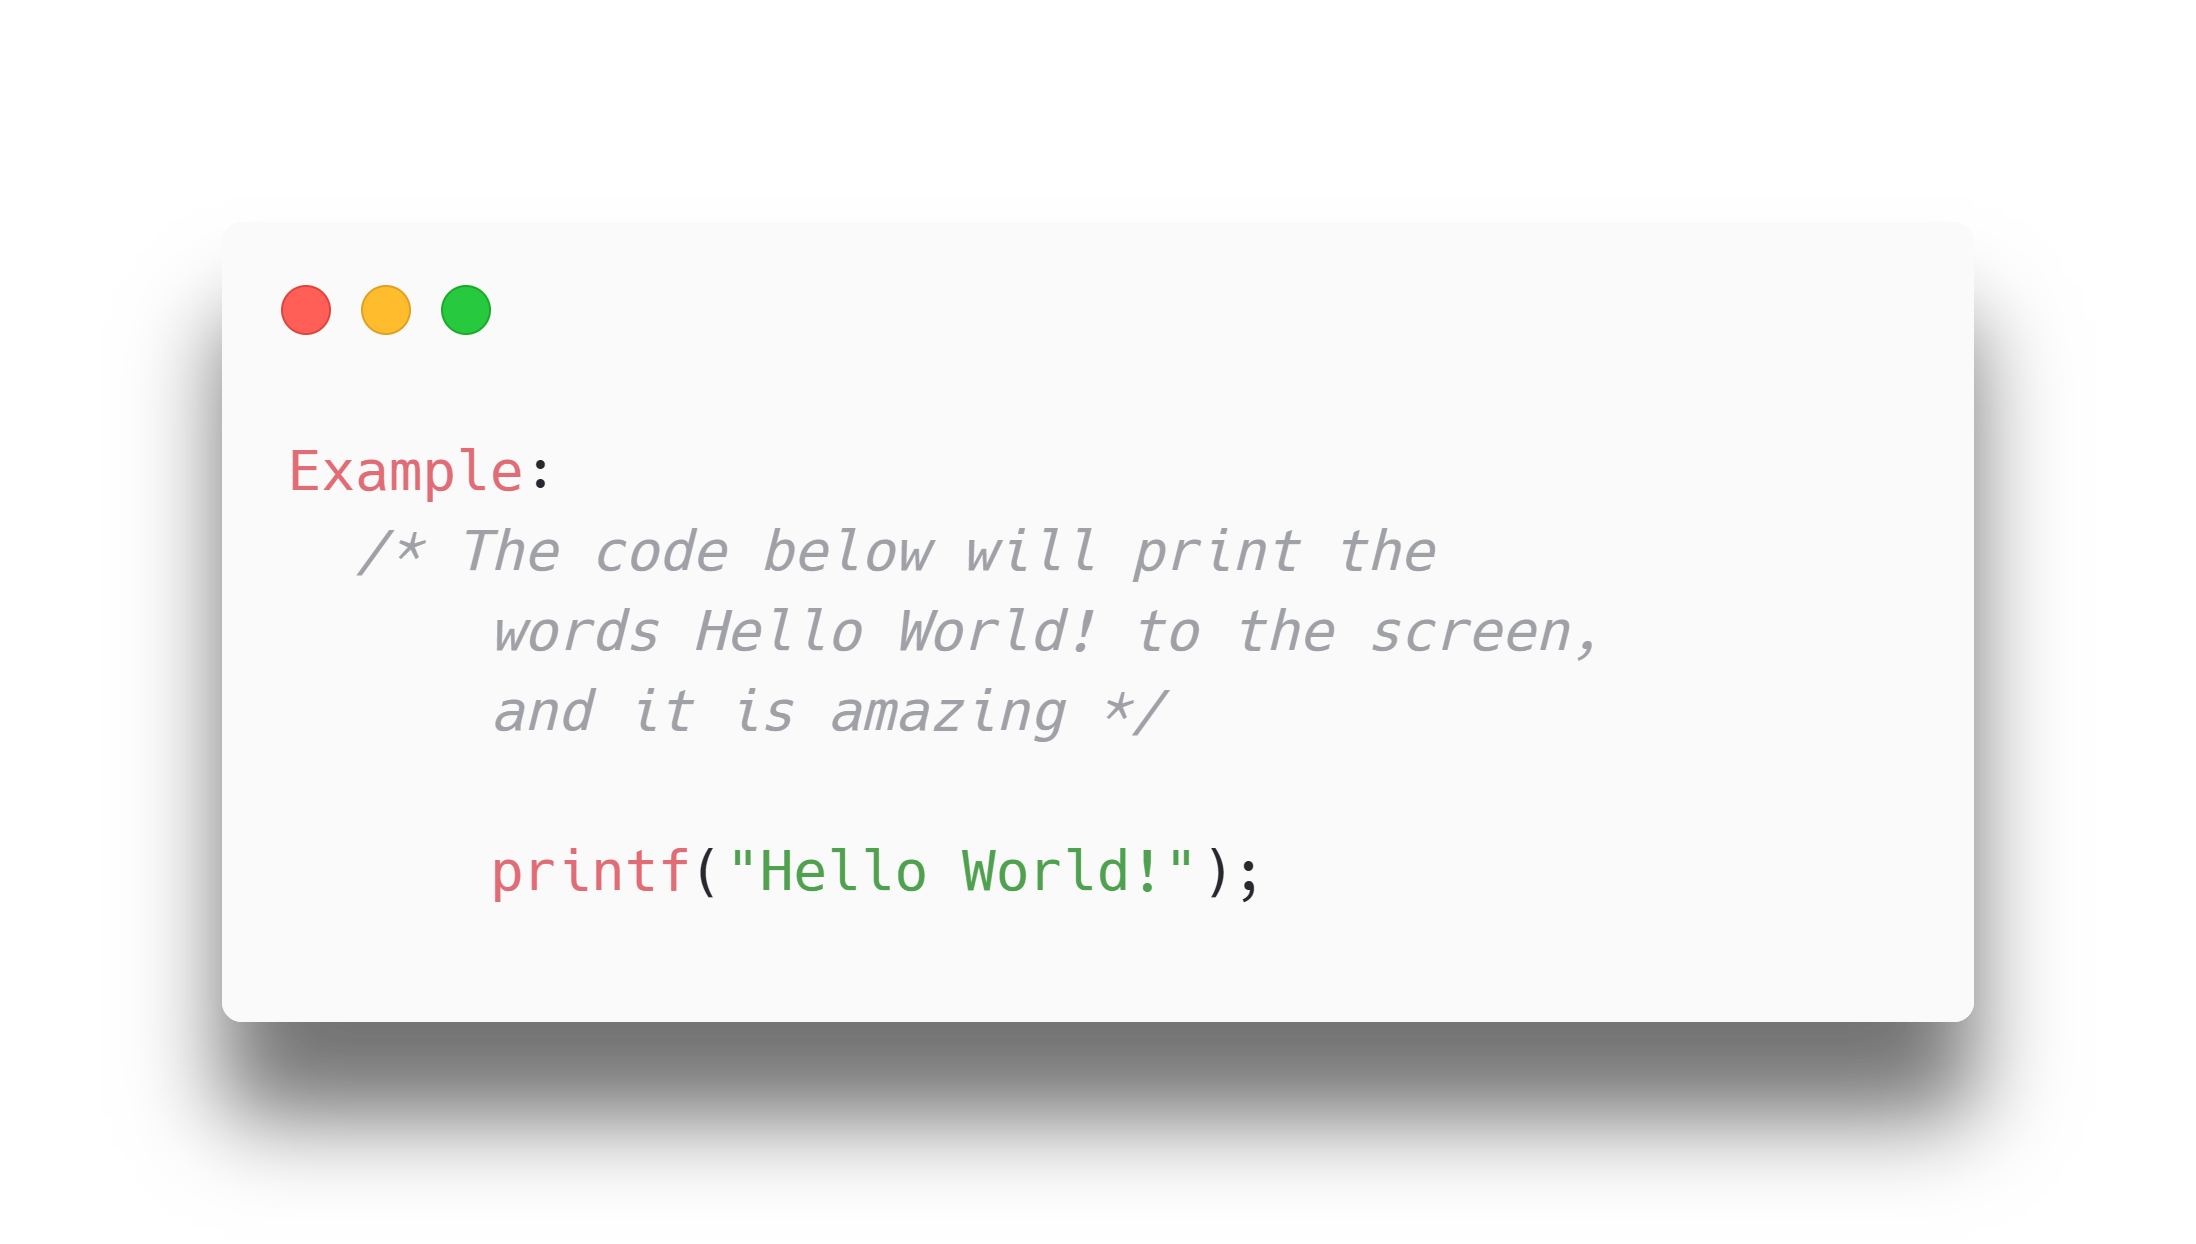 Example:
/* The code below will print the
words Hello World! to the screen,
and it is amazing */
printf("Hello World!");